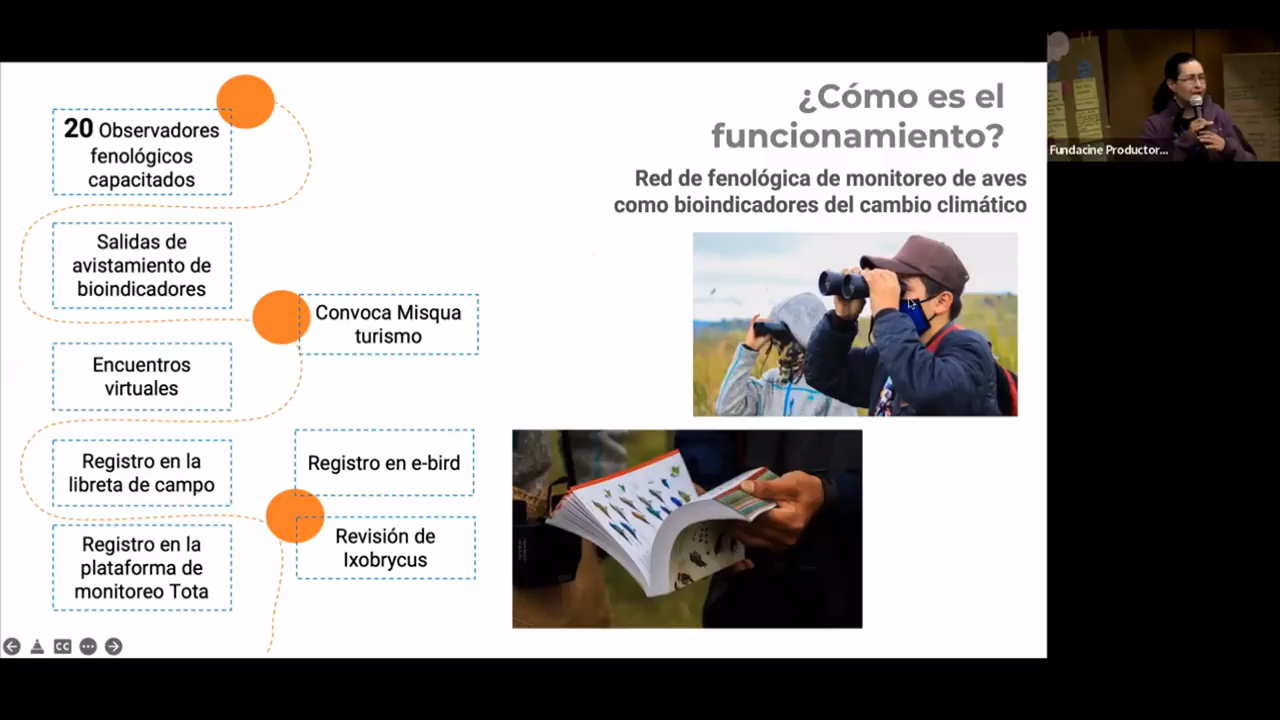 ¿Cómo es el
funcionamiento?
Red de fenológica de monitoreo de aves
como bioindicadores del cambio climático
20 Observadores
fenológicos
capacitados
Salidas de
avistamiento de
bioindicadores
Convoca Misqua
turismo
Encuentros
virtuales
Registro en la
libreta de campo
Registro en e-bird
Registro en la
plataforma de
monitoreo Tota
Revisión de
Ixobrycus
CC
Fundacine Productor...